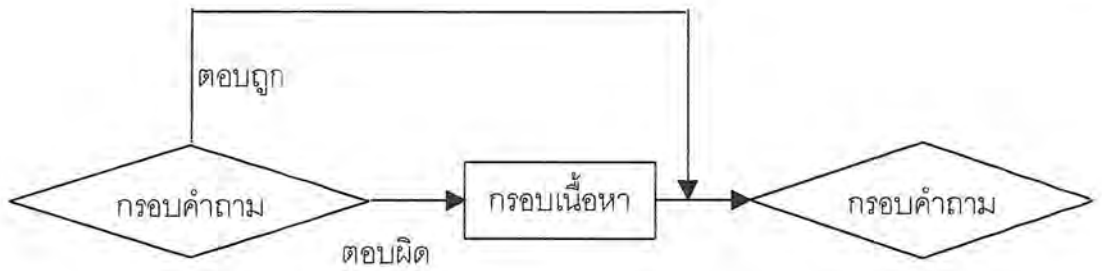 ตอบถูก
กรอบคำถาม
กรอบเนื้อหา
กรอบคำถาม
ตอบผิด